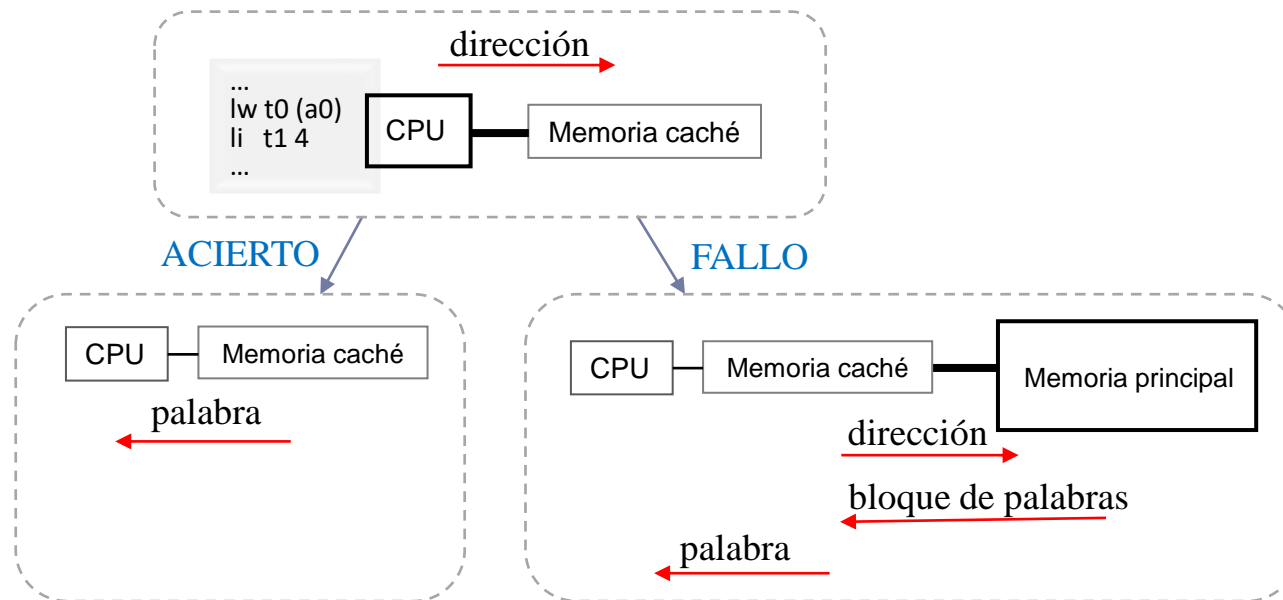 dirección
...
lw t0 (a0)
li t1 4
...
CPU
Memoria caché
ACIERTO
FALLO
CPU
Memoria caché
palabra
CPU
Memoria caché
Memoria principal
dirección
bloque de palabras
palabra